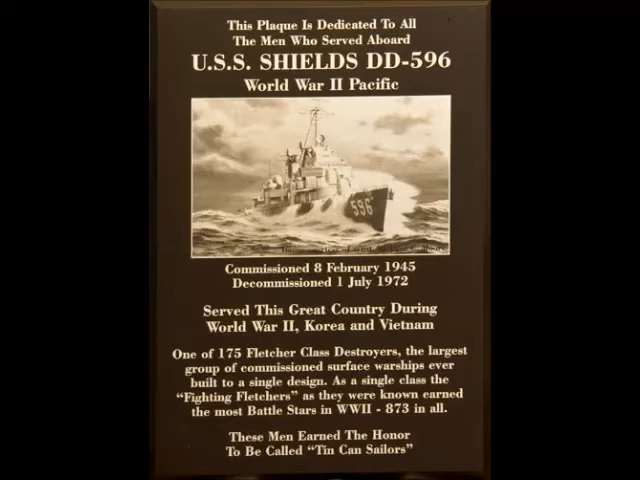 This Plaque Is Dedicated To All
The Men Who Served Aboard
U.S.S. SHIELDS DD-596
World War II Pacific
596
Commissioned 8 February 1945
Decommissioned 1 July 1972
Served This Great Country During
World War II, Korea and Vietnam
One of 175 Fletcher Class Destroyers, the largest
group of commissioned surface warships ever
built to a single design. As a single class the
“Fighting Fletchers” as they were known earned
the most Battle Stars in WWII - 873 in all.
These Men Earned The Honor
To Be Called “Tin Can Sailors”